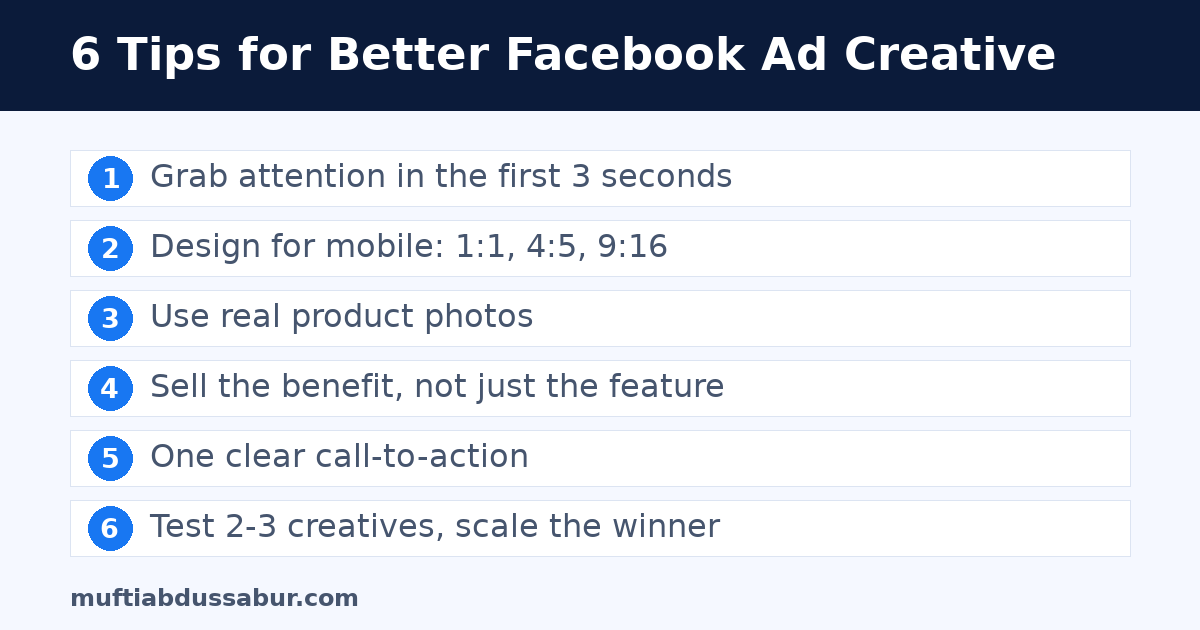 6 Tips for Better Facebook Ad Creative
1 Grab attention in the first 3 seconds
2 Design for mobile: 1:1, 4:5, 9:16
3 Use real product photos
4 Sell the benefit, not just the feature
5 One clear call-to-action
6 Test 2-3 creatives, scale the winner
muftiabdussabur.com